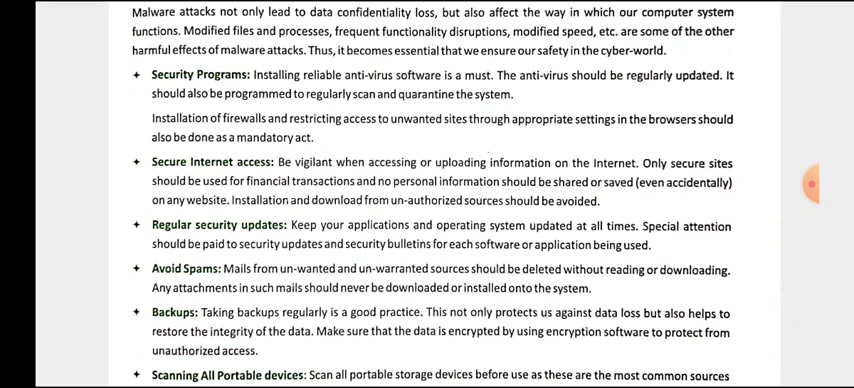 Malware attacks not only lead to data confidentiality loss, but also affect the way in which our computer system
functions. Modified files and processes, frequent functionality disruptions, modified speed, etc. are some of the other
harmful effects of malware attacks. Thus, it becomes essential that we ensure our safety in the cyber-world.
✦ Security Programs: Installing reliable anti-virus software is a must. The anti-virus should be regularly updated. It
should also be programmed to regularly scan and quarantine the system.
Installation of firewalls and restricting access to unwanted sites through appropriate settings in the browsers should
also be done as a mandatory act.
✦ Secure Internet access: Be vigilant when accessing or uploading information on the Internet. Only secure sites
should be used for financial transactions and no personal information should be shared or saved (even accidentally)
on any website. Installation and download from un-authorized sources should be avoided.
✦ Regular security updates: Keep your applications and operating system updated at all times. Special attention
should be paid to security updates and security bulletins for each software or application being used.
✦ Avoid Spams: Mails from un-wanted and un-warranted sources should be deleted without reading or downloading.
Any attachments in such mails should never be downloaded or installed onto the system.
✦ Backups: Taking backups regularly is a good practice. This not only protects us against data loss but also helps to
restore the integrity of the data. Make sure that the data is encrypted by using encryption software to protect from
unauthorized access.
✦ Scanning All Portable devices: Scan all portable storage devices before use as these are the most common sources